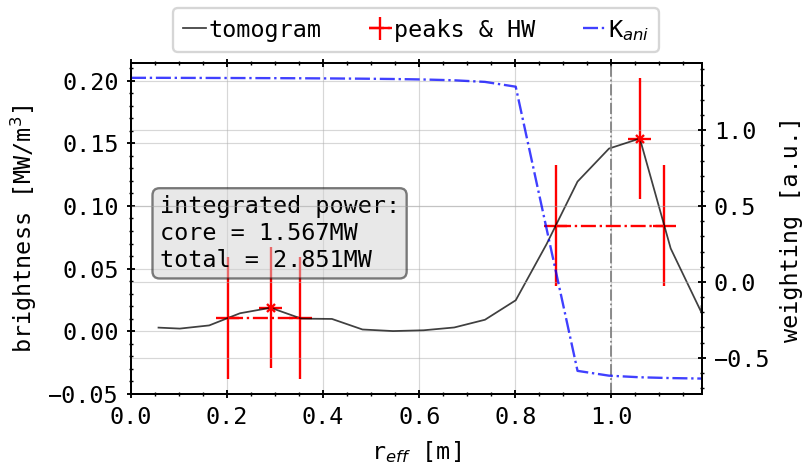 tomogram peaks & HW K_ani
brightness [MW/m³]
0.20
0.15
0.10
0.05
0.00
−0.05
integrated power:
core = 1.567MW
total = 2.851MW
1.0
0.5
0.0
−0.5
weighting [a.u.]
0.0 0.2 0.4 0.6 0.8 1.0
r_eff [m]